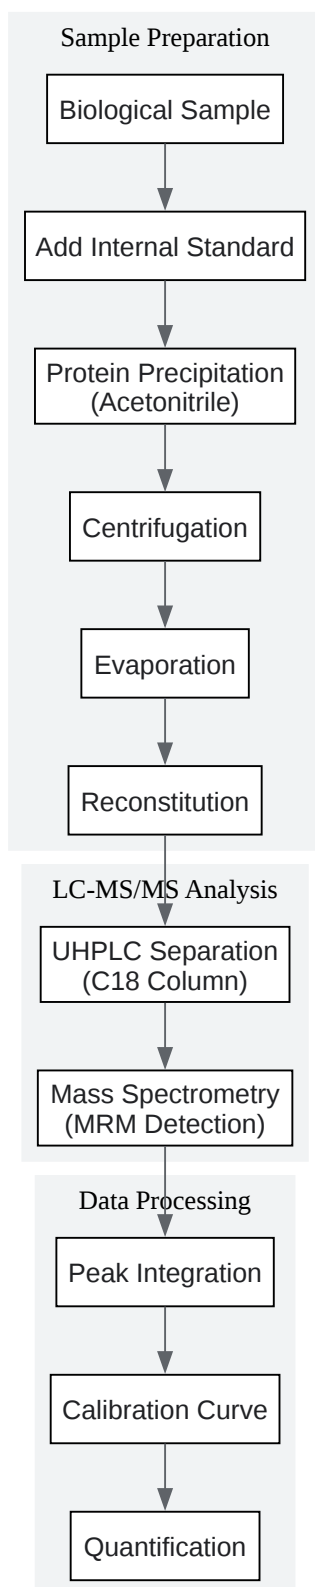 Sample Preparation
Biological Sample
Add Internal Standard
Protein Precipitation
(Acetonitrile)
Centrifugation
Evaporation
Reconstitution
LC-MS/MS Analysis
UHPLC Separation
(C18 Column)
Mass Spectrometry
(MRM Detection)
Data Processing
Peak Integration
Calibration Curve
Quantification